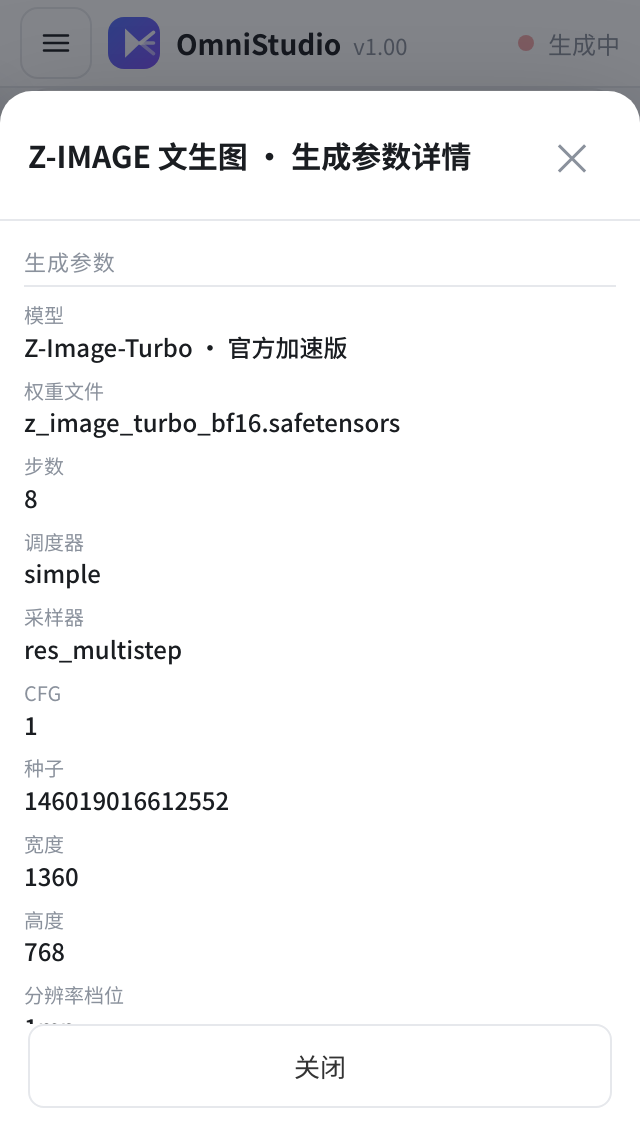 OmniStudio v1.00
生成中
Z-IMAGE 文生图 · 生成参数详情
生成参数
模型
Z-Image-Turbo · 官方加速版
权重文件
z_image_turbo_bf16.safetensors
步数
8
调度器
simple
采样器
res_multistep
CFG
1
种子
146019016612552
宽度
1360
高度
768
分辨率档位
关闭